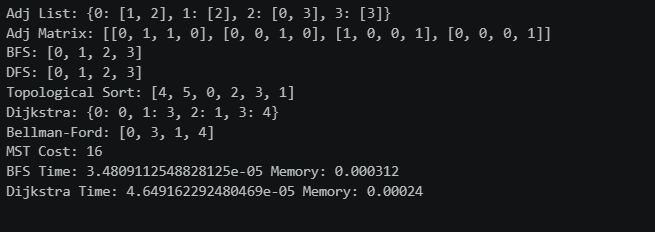 Adj List: {0: [1, 2], 1: [2], 2: [0, 3], 3: [3]}
Adj Matrix: [[0, 1, 1, 0], [0, 0, 1, 0], [1, 0, 0, 1], [0, 0, 0, 1]]
BFS: [0, 1, 2, 3]
DFS: [0, 1, 2, 3]
Topological Sort: [4, 5, 0, 2, 3, 1]
Dijkstra: {0: 0, 1: 3, 2: 1, 3: 4}
Bellman-Ford: [0, 3, 1, 4]
MST Cost: 16
BFS Time: 3.4809112548828125e-05 Memory: 0.000312
Dijkstra Time: 4.649162292480469e-05 Memory: 0.00024